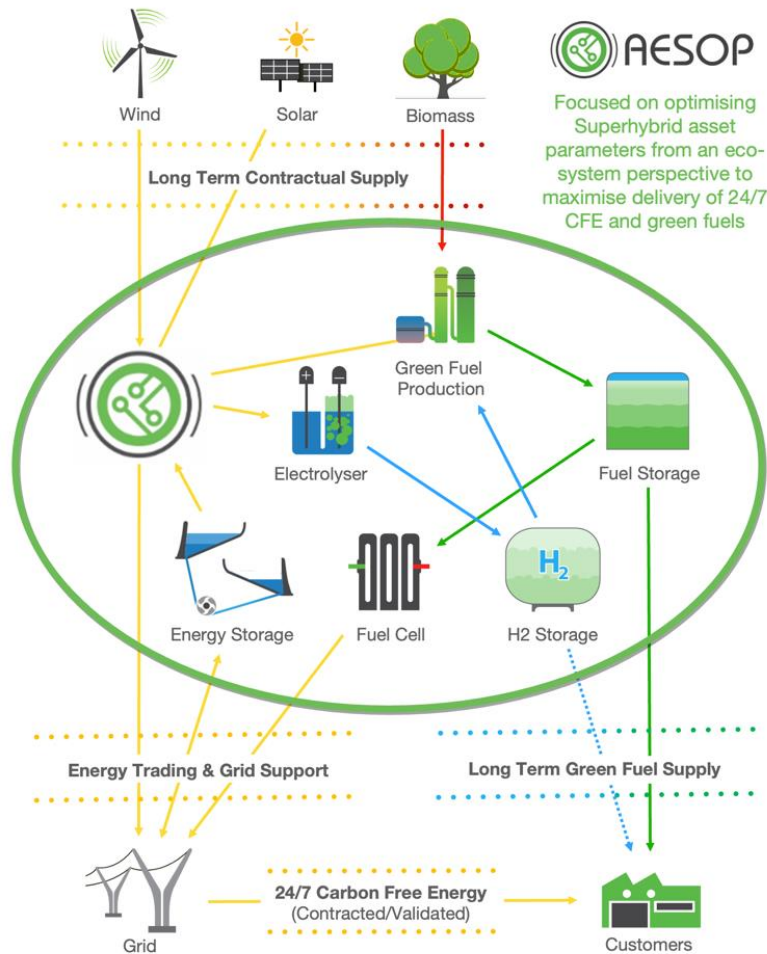 AESOP
Focused on optimising
Superhybrid asset
parameters from an eco-
system perspective to
maximise delivery of 24/7
CFE and green fuels
Wind
Solar
Biomass
Long Term Contractual Supply
Green Fuel
Production
+
–
Electrolyser
Fuel Storage
Energy Storage
Fuel Cell
H2
H2 Storage
Energy Trading & Grid Support
Long Term Green Fuel Supply
24/7 Carbon Free Energy
(Contracted/Validated)
Grid
Customers